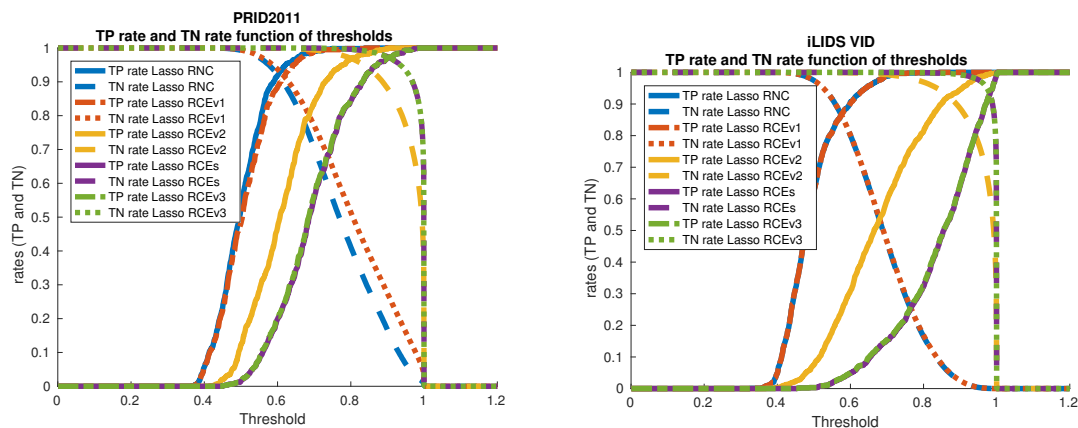 PRID2011
TP rate and TN rate function of thresholds
1
0.9
0.8
0.7
0.6
0.5
0.4
0.3
0.2
0.1
0
rates (TP and TN)
TP rate Lasso RNC
TN rate Lasso RNC
TP rate Lasso RCEv1
TN rate Lasso RCEv1
TP rate Lasso RCEv2
TN rate Lasso RCEv2
TP rate Lasso RCEs
TN rate Lasso RCEs
TP rate Lasso RCEv3
TN rate Lasso RCEv3
0 0.2 0.4 0.6 0.8 1 1.2
Threshold
iLIDS VID
TP rate and TN rate function of thresholds
1
0.9
0.8
0.7
0.6
0.5
0.4
0.3
0.2
0.1
0
rates (TP and TN)
TP rate Lasso RNC
TN rate Lasso RNC
TP rate Lasso RCEv1
TN rate Lasso RCEv1
TP rate Lasso RCEv2
TN rate Lasso RCEv2
TP rate Lasso RCEs
TN rate Lasso RCEs
TP rate Lasso RCEv3
TN rate Lasso RCEv3
0 0.2 0.4 0.6 0.8 1 1.2
Threshold